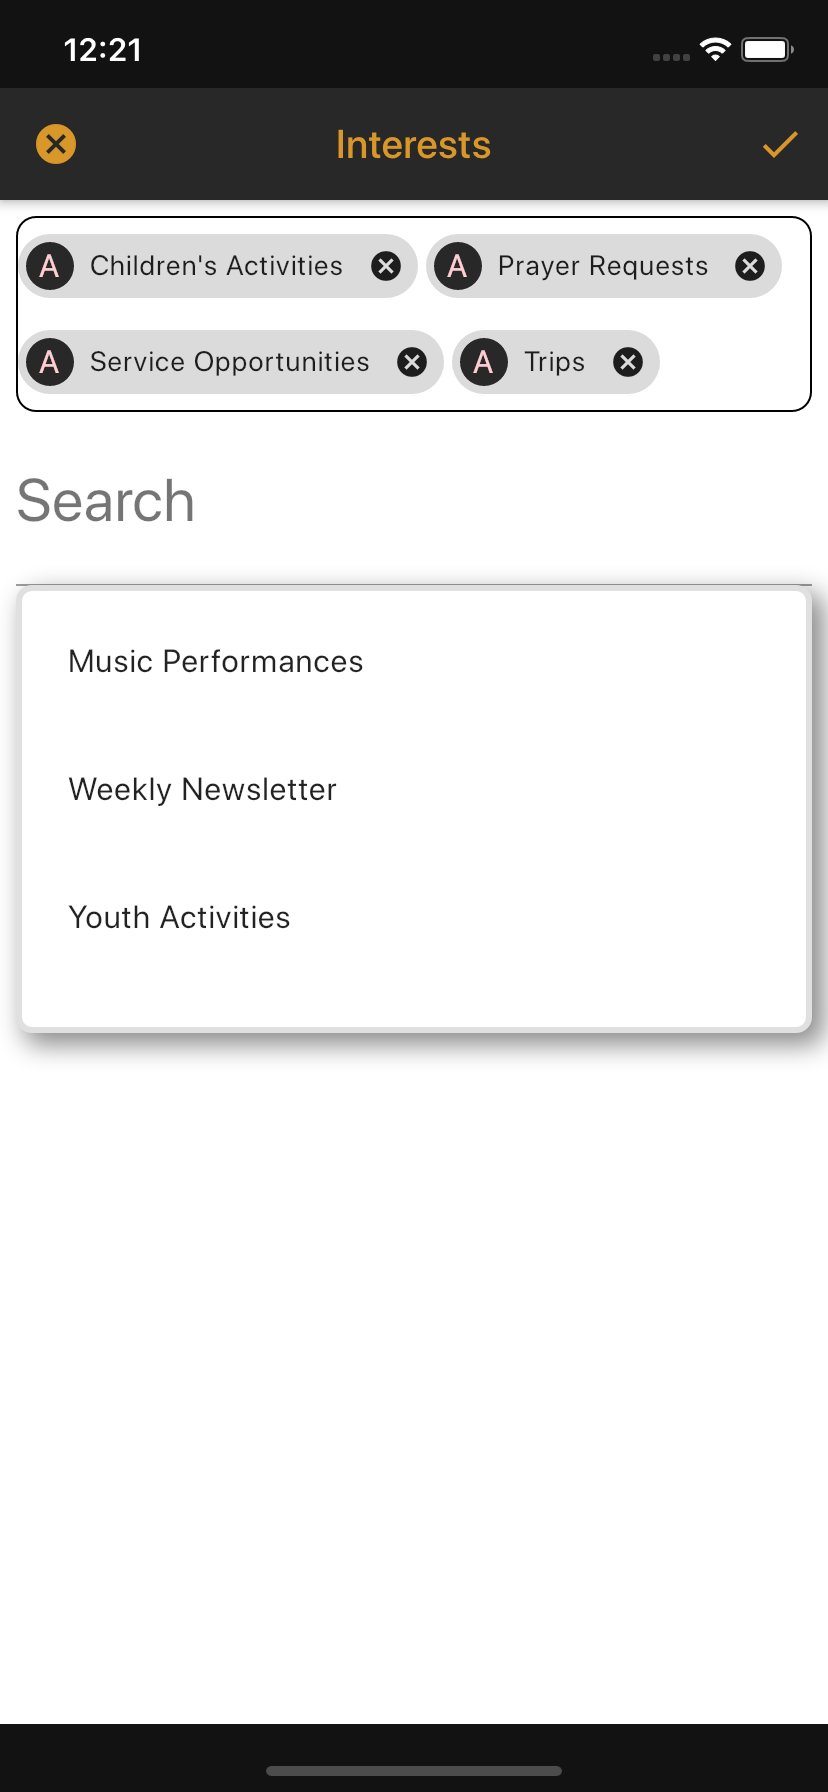 12:21
Interests
A Children's Activities A Prayer Requests
A Service Opportunities A Trips
Search
Music Performances
Weekly Newsletter
Youth Activities